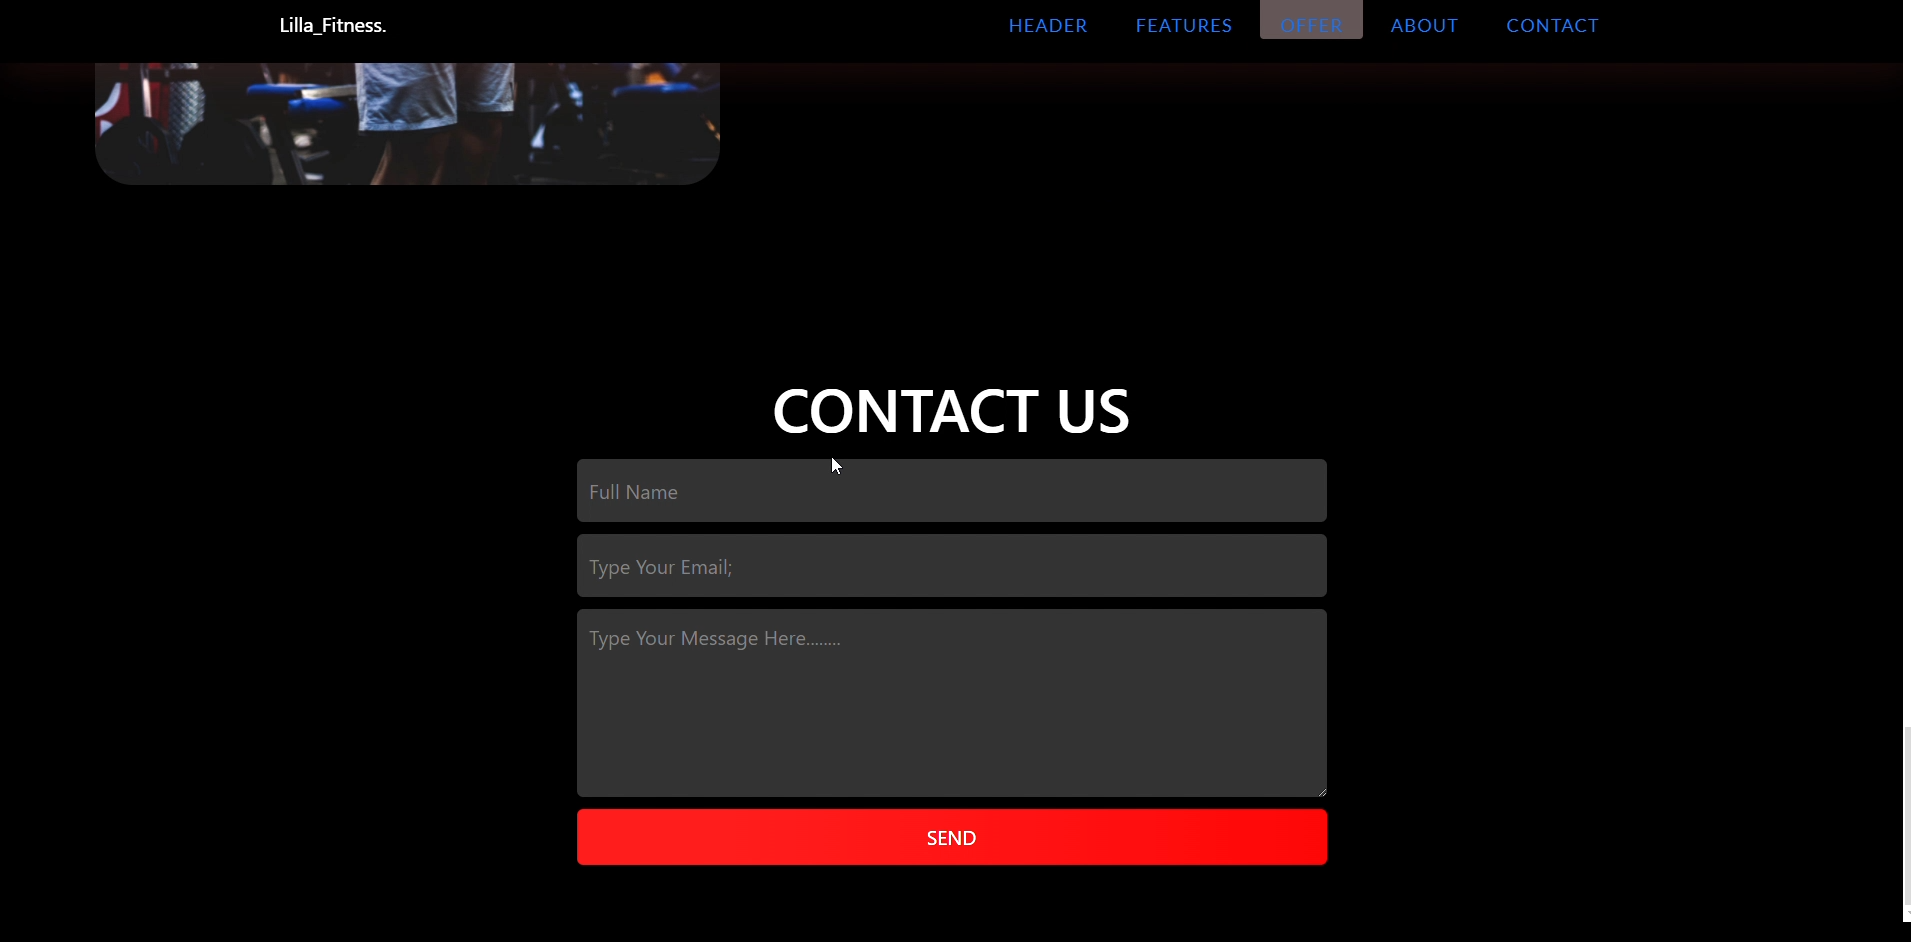 Lilla_Fitness.
HEADER FEATURES OFFER ABOUT CONTACT
CONTACT US
Full Name
Type Your Email;
Type Your Message Here........
SEND